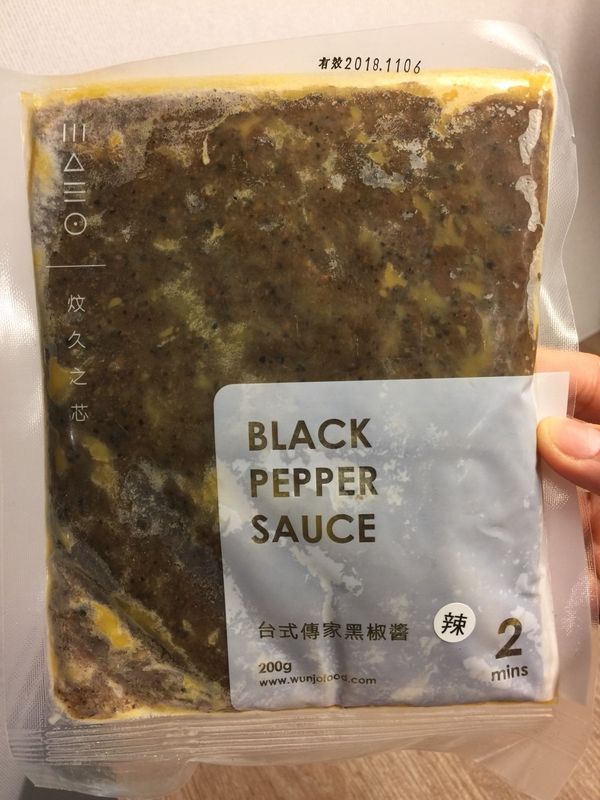 有效2018.1106
炆久之芯
BLACK
PEPPER
SAUCE
台式傳家黑椒醬
辣
2
mins
200g
www.wunjofood.com